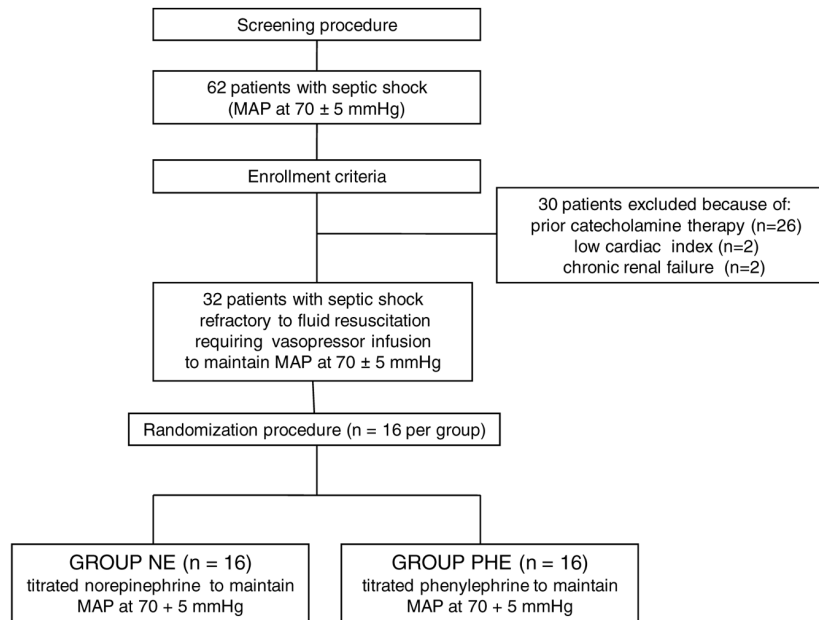 Screening procedure
62 patients with septic shock
(MAP at 70 ± 5 mmHg)
Enrollment criteria
30 patients excluded because of:
prior catecholamine therapy (n=26)
low cardiac index (n=2)
chronic renal failure (n=2)
32 patients with septic shock
refractory to fluid resuscitation
requiring vasopressor infusion
to maintain MAP at 70 ± 5 mmHg
Randomization procedure (n = 16 per group)
GROUP NE (n = 16)
titrated norepinephrine to maintain
MAP at 70 + 5 mmHg
GROUP PHE (n = 16)
titrated phenylephrine to maintain
MAP at 70 + 5 mmHg